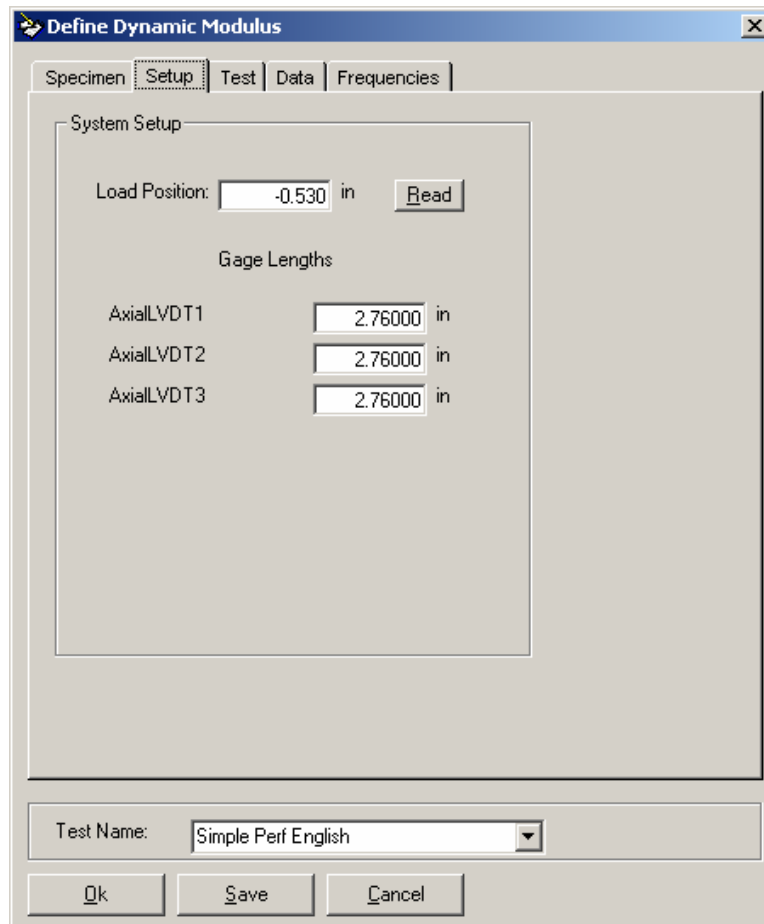 Define Dynamic Modulus
Specimen Setup Test Data Frequencies
System Setup
Load Position: -0.530 in Read
Gage Lengths
AxialLVDT1 2.76000 in
AxialLVDT2 2.76000 in
AxialLVDT3 2.76000 in
Test Name: Simple Perf English
Ok Save Cancel